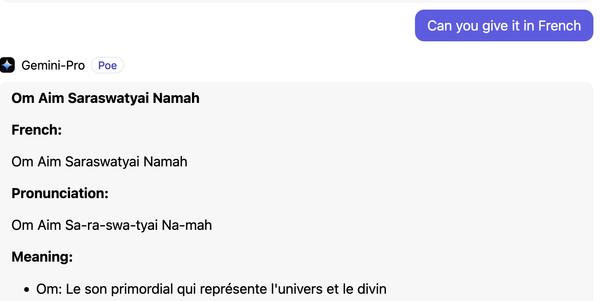 Can you give it in French
Gemini-Pro Poe
Om Aim Saraswatyai Namah
French:
Om Aim Saraswatyai Namah
Pronunciation:
Om Aim Sa-ra-swa-tyai Na-mah
Meaning:
• Om: Le son primordial qui représente l'univers et le divin